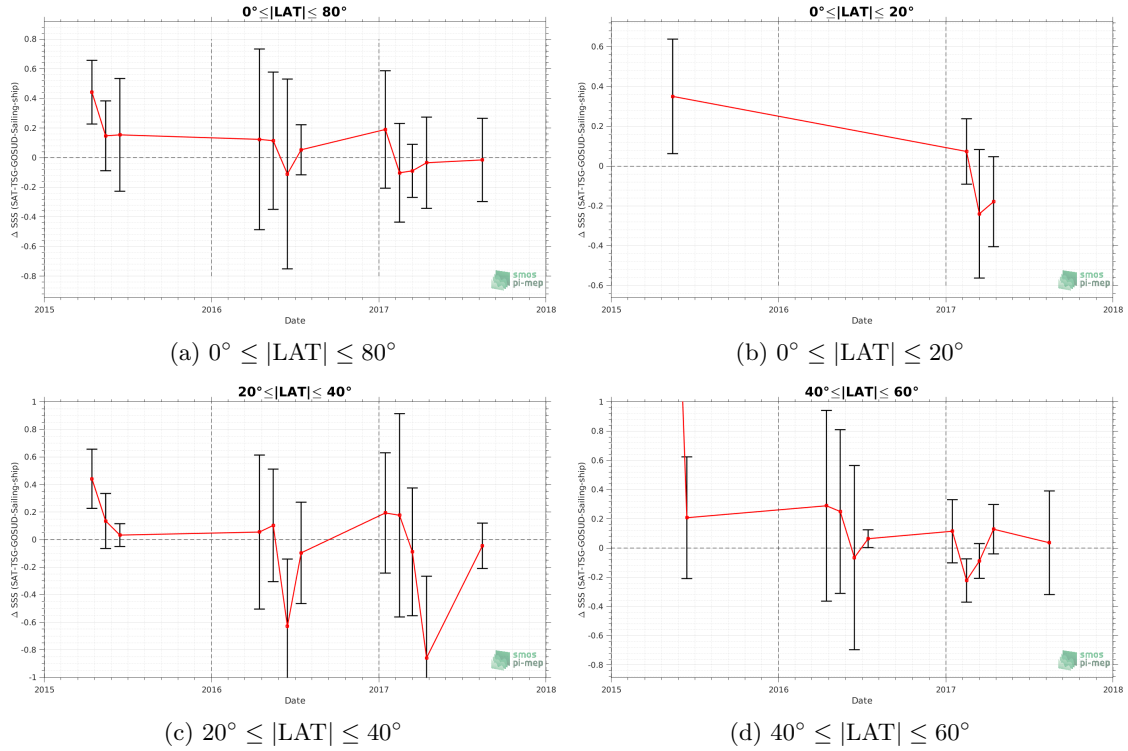 0°≤|LAT|≤ 80°
Δ SSS (SAT-TSG-GOSUD-Sailing-ship)
0.8
0.6
0.4
0.2
0
-0.2
-0.4
-0.6
-0.8
smos
pi-mep
2015
2016
2017
2018
Date
(a) 0° ≤ |LAT| ≤ 80°
0°≤|LAT|≤ 20°
Δ SSS (SAT-TSG-GOSUD-Sailing-ship)
0.6
0.4
0.2
0
-0.2
-0.4
-0.6
smos
pi-mep
2015
2016
2017
2018
Date
(b) 0° ≤ |LAT| ≤ 20°
20°≤|LAT|≤ 40°
Δ SSS (SAT-TSG-GOSUD-Sailing-ship)
1
0.8
0.6
0.4
0.2
0
-0.2
-0.4
-0.6
-0.8
-1
smos
pi-mep
2015
2016
2017
2018
Date
(c) 20° ≤ |LAT| ≤ 40°
40°≤|LAT|≤ 60°
Δ SSS (SAT-TSG-GOSUD-Sailing-ship)
1
0.8
0.6
0.4
0.2
0
-0.2
-0.4
-0.6
-0.8
smos
pi-mep
2015
2016
2017
2018
Date
(d) 40° ≤ |LAT| ≤ 60°